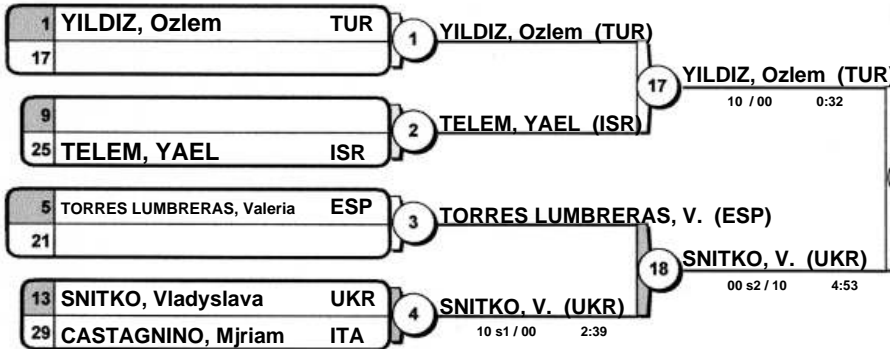 1 YILDIZ, Ozlem TUR
17
1 YILDIZ, Ozlem (TUR)
9
25 TELEM, YAEL ISR
2 TELEM, YAEL (ISR)
17 YILDIZ, Ozlem (TUR)
10 / 00 0:32
5 TORRES LUMBRERAS, Valeria ESP
21
3 TORRES LUMBRERAS, V. (ESP)
13 SNITKO, Vladyslava UKR
29 CASTAGNINO, Mjriam ITA
4 SNITKO, V. (UKR)
10 s1 / 00 2:39
18 SNITKO, V. (UKR)
00 s2 / 10 4:53